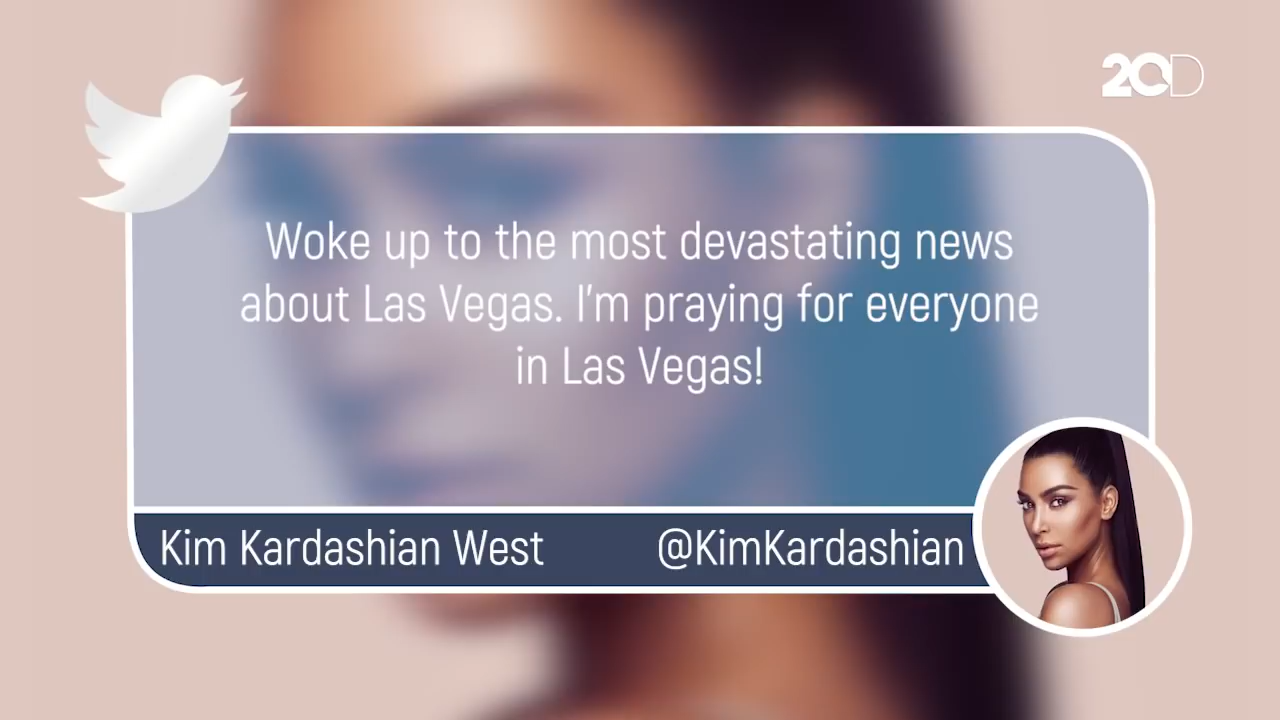 20D
Woke up to the most devastating news
about Las Vegas. I'm praying for everyone
in Las Vegas!
Kim Kardashian West @KimKardashian